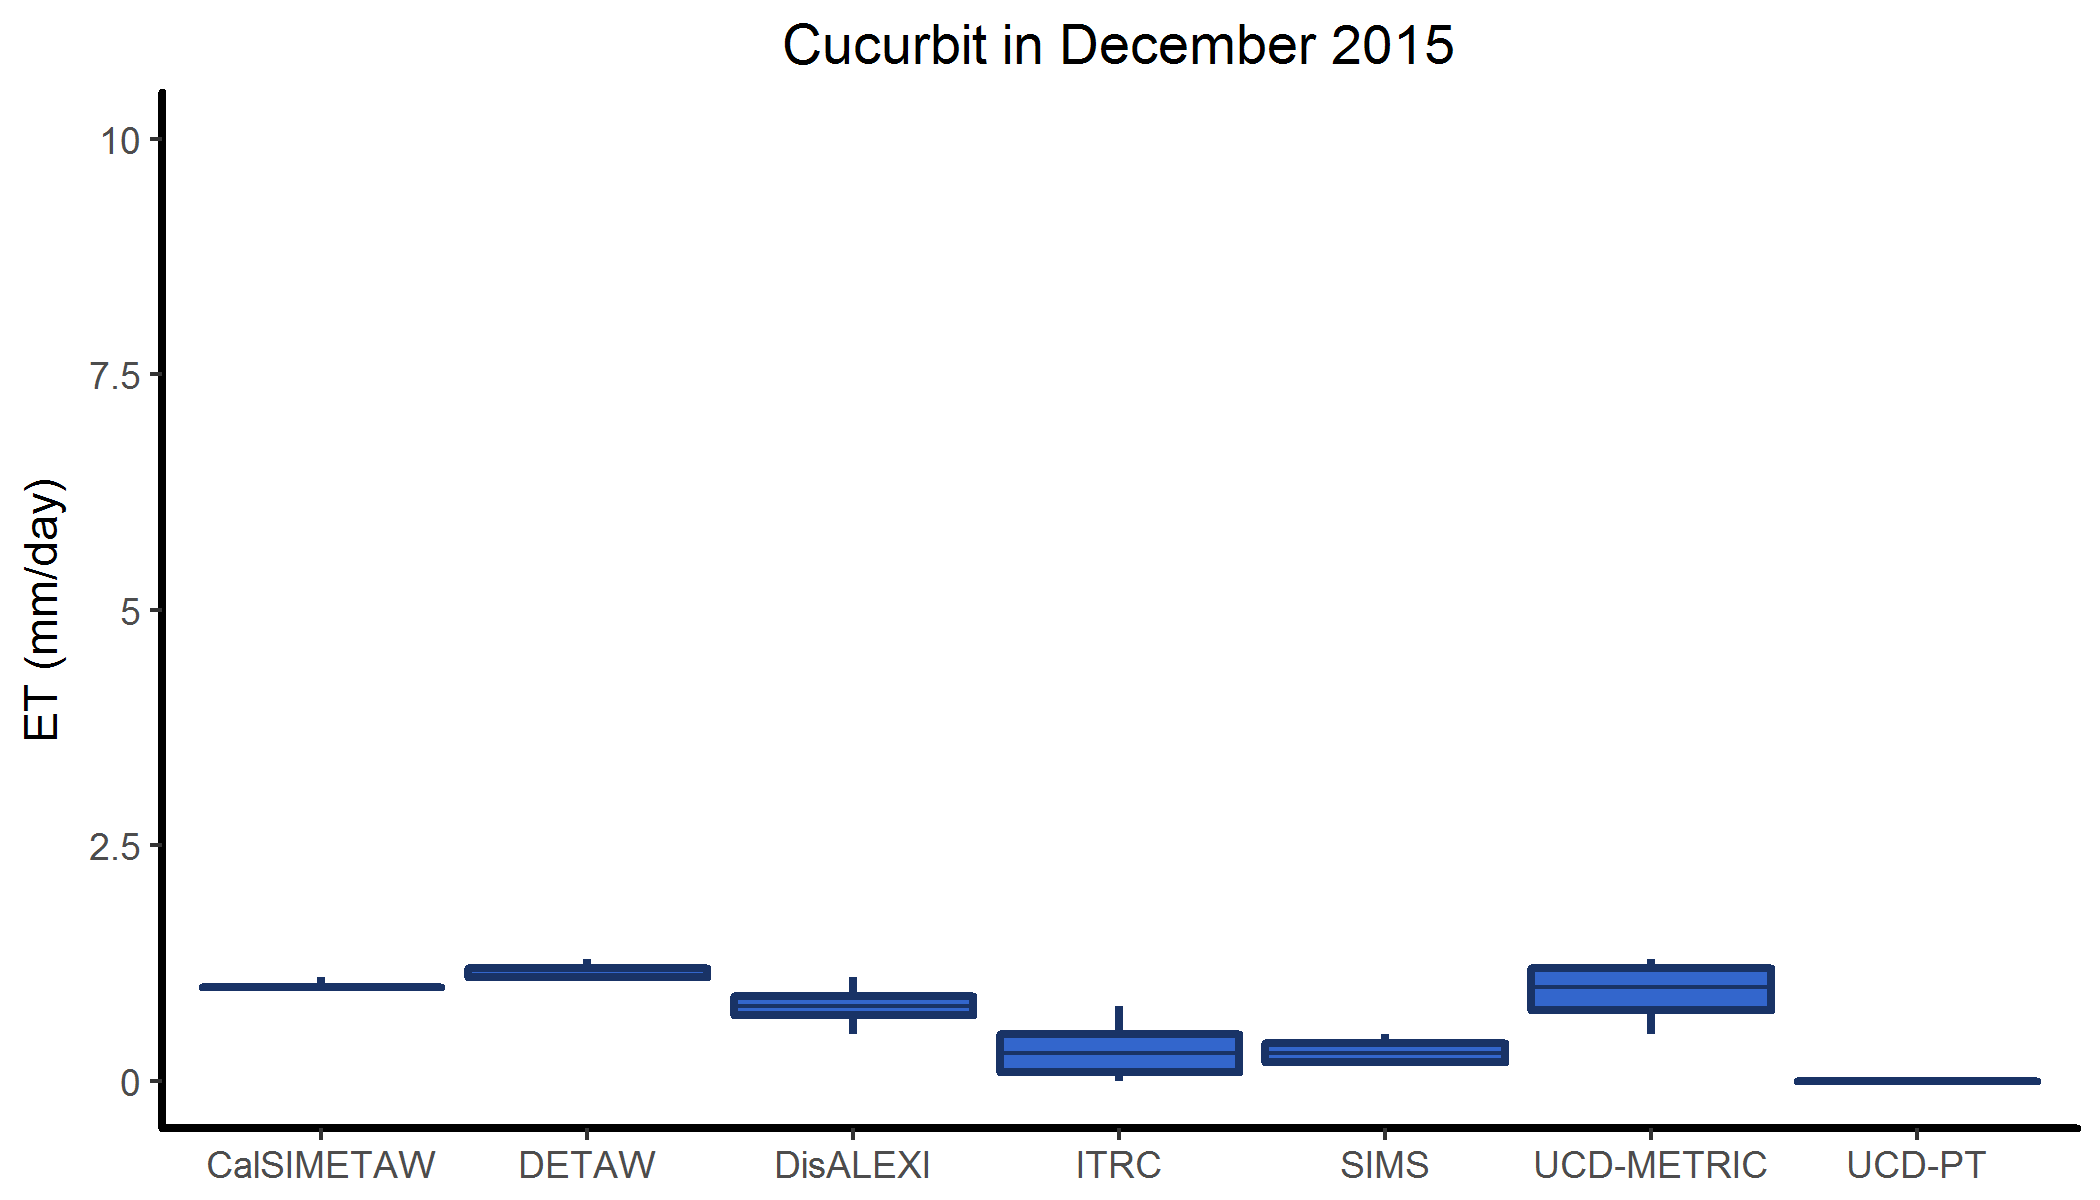 Cucurbit in December 2015
10
7.5
5
2.5
0
ET (mm/day)
CalSIMETAW DETAW DisALEXI ITRC SIMS UCD-METRIC UCD-PT